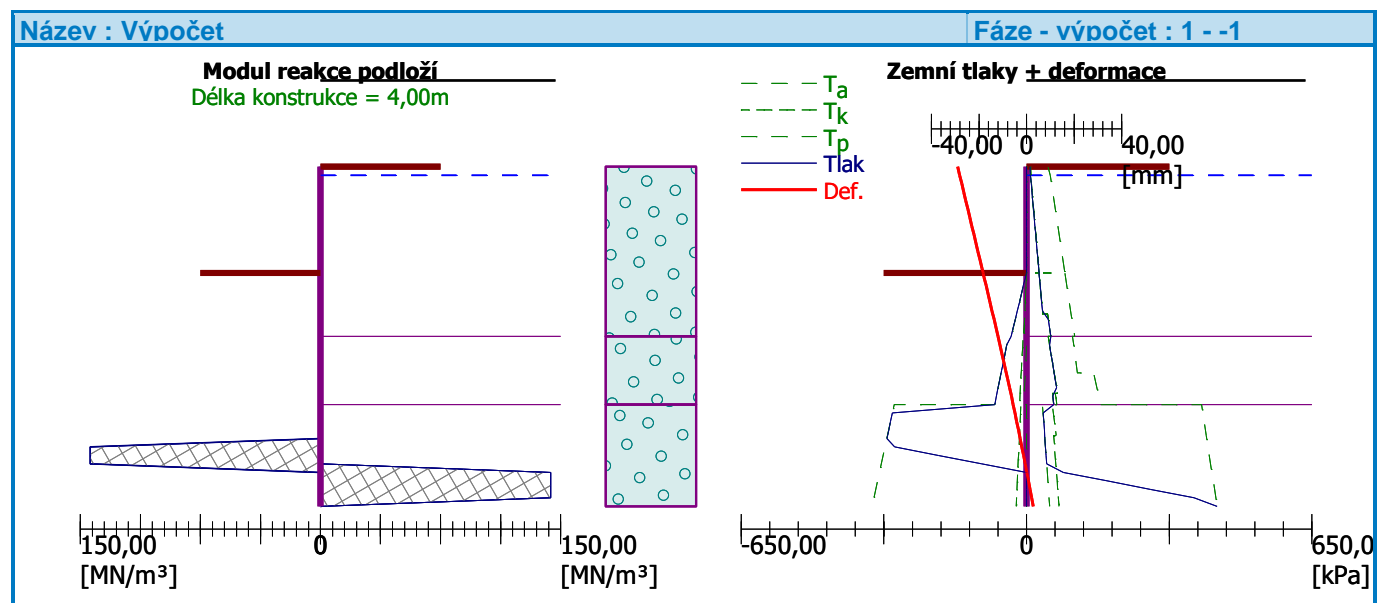 Název : Výpočet
Fáze - výpočet : 1 - -1
Modul reakce podloží
Délka konstrukce = 4,00m
Zemní tlaky + deformace
Ta
Tk
Tp
Tlak
Def.
-40,00
0
40,00
[mm]
150,00
[MN/m³]
0
150,00
[MN/m³]
-650,00
0
650,0
[kPa]